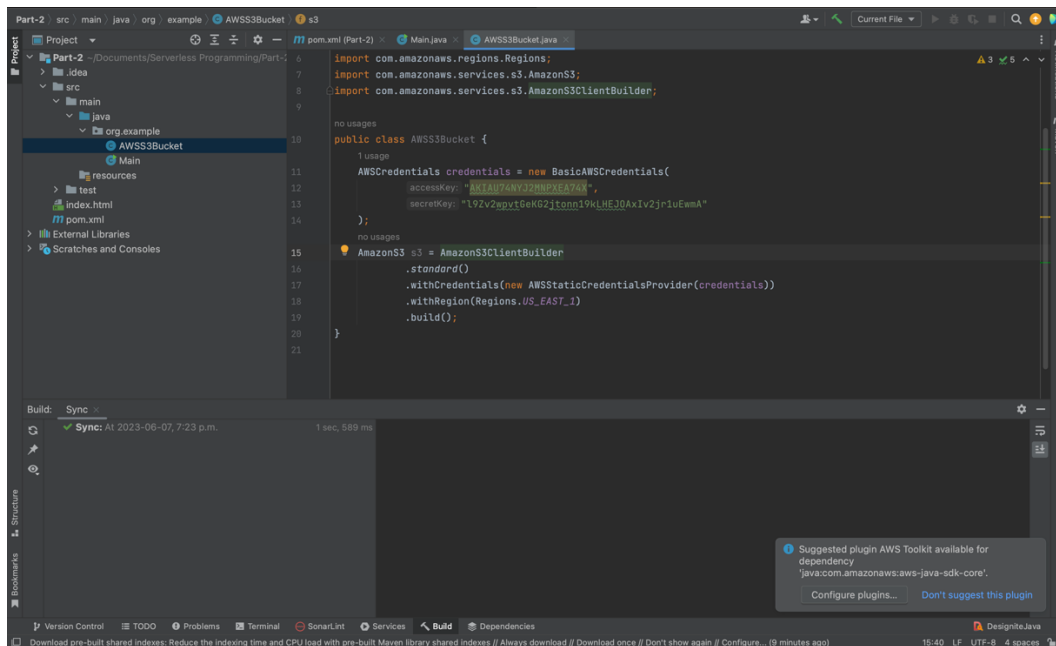 Part-2 › src › main › java › org › example › AWSS3Bucket › s3
Current File
Project
Part-2 ~/Documents/Serverless Programming/Part-2
.idea
src
main
java
org.example
AWSS3Bucket
Main
resources
test
index.html
pom.xml
External Libraries
Scratches and Consoles
pom.xml (Part-2)
Main.java
AWSS3Bucket.java
3 5
6 import com.amazonaws.regions.Regions;
7 import com.amazonaws.services.s3.AmazonS3;
8 import com.amazonaws.services.s3.AmazonS3ClientBuilder;
9
no usages
10 public class AWSS3Bucket {
1 usage
11 AWSCredentials credentials = new BasicAWSCredentials(
12 accessKey: "[redacted]",
13 secretKey: "[redacted]"
14 );
no usages
15 AmazonS3 s3 = AmazonS3ClientBuilder
16 .standard()
17 .withCredentials(new AWSStaticCredentialsProvider(credentials))
18 .withRegion(Regions.US_EAST_1)
19 .build();
20 }
21
Build: Sync
Sync: At 2023-06-07, 7:23 p.m. 1 sec, 589 ms
Structure
Bookmarks
Suggested plugin AWS Toolkit available for
dependency
'java:com.amazonaws:aws-java-sdk-core'.
Configure plugins... Don't suggest this plugin
Version Control TODO Problems Terminal SonarLint Services Build Dependencies DesigniteJava
Download pre-built shared indexes: Reduce the indexing time and CPU load with pre-built Maven library shared indexes // Always download // Download once // Don't show again // Configure... (9 minutes ago) 15:40 LF UTF-8 4 spaces